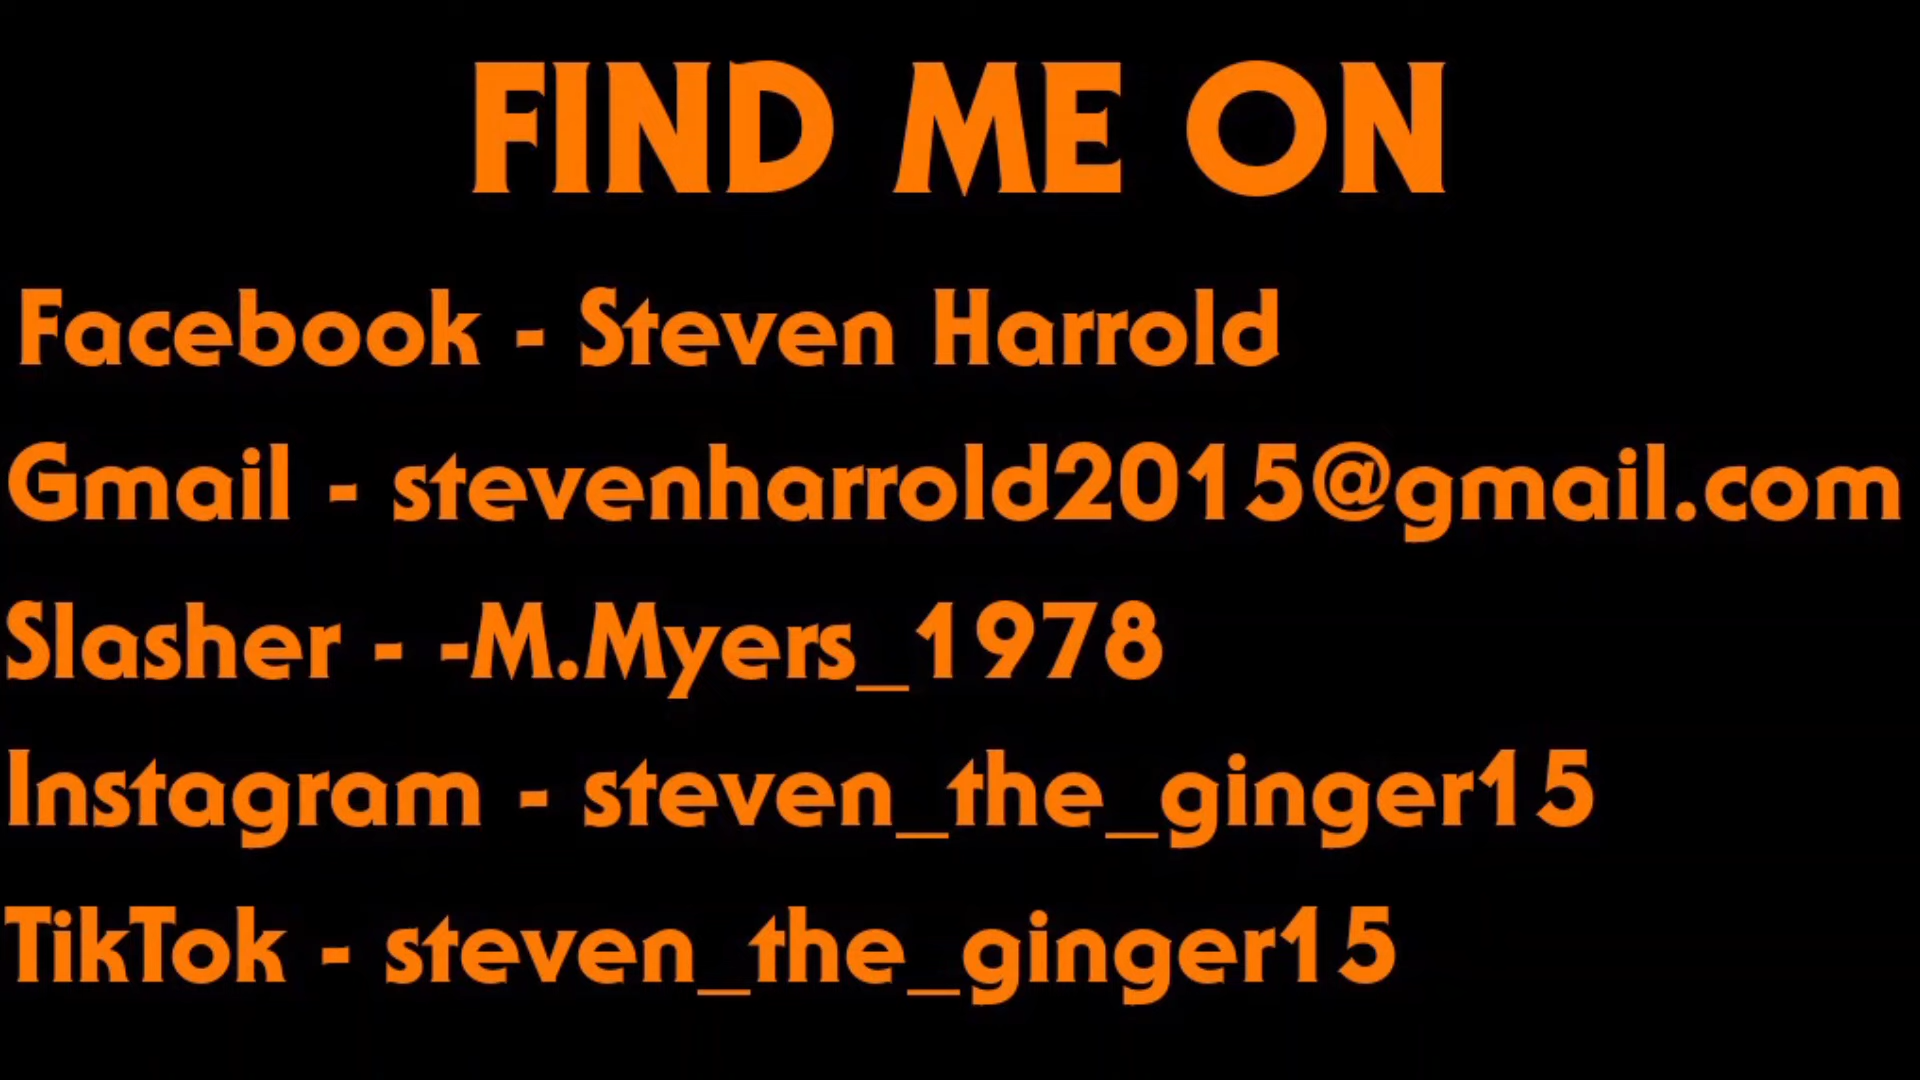 FIND ME ON
Facebook - Steven Harrold
Gmail - stevenharrold2015@gmail.com
Slasher - -M.Myers_1978
Instagram - steven_the_ginger15
TikTok - steven_the_ginger15